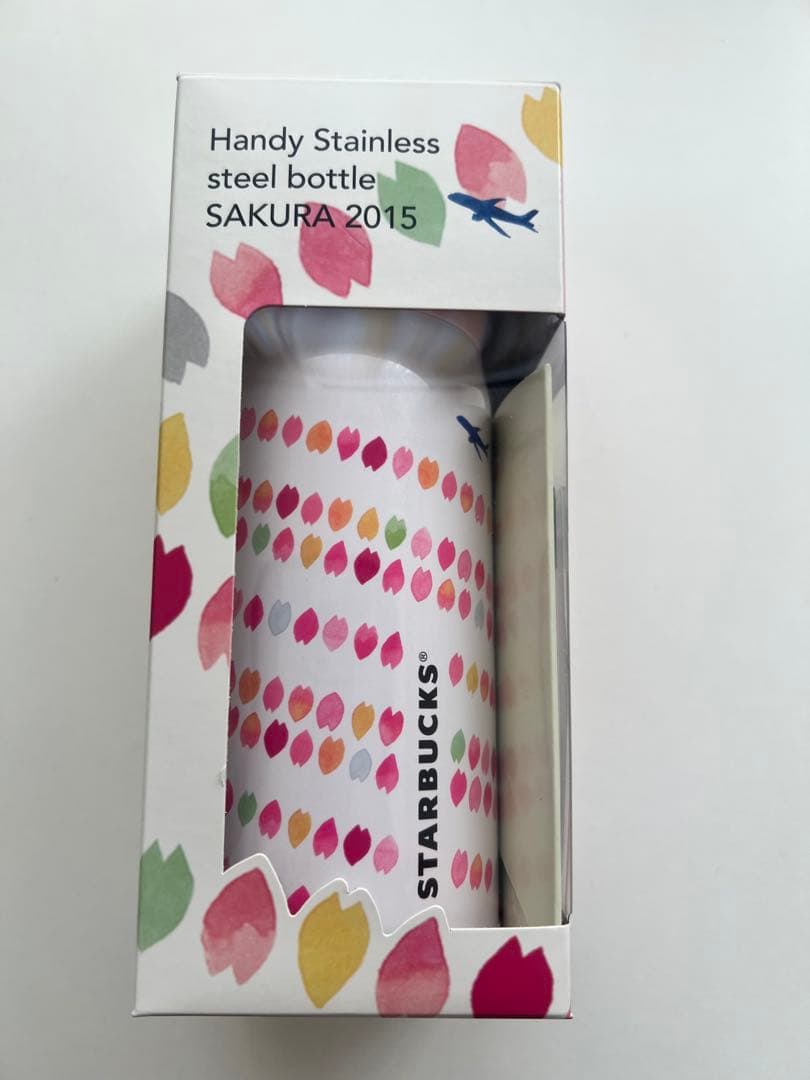 Handy Stainless
steel bottle
SAKURA 2015
STARBUCKS®